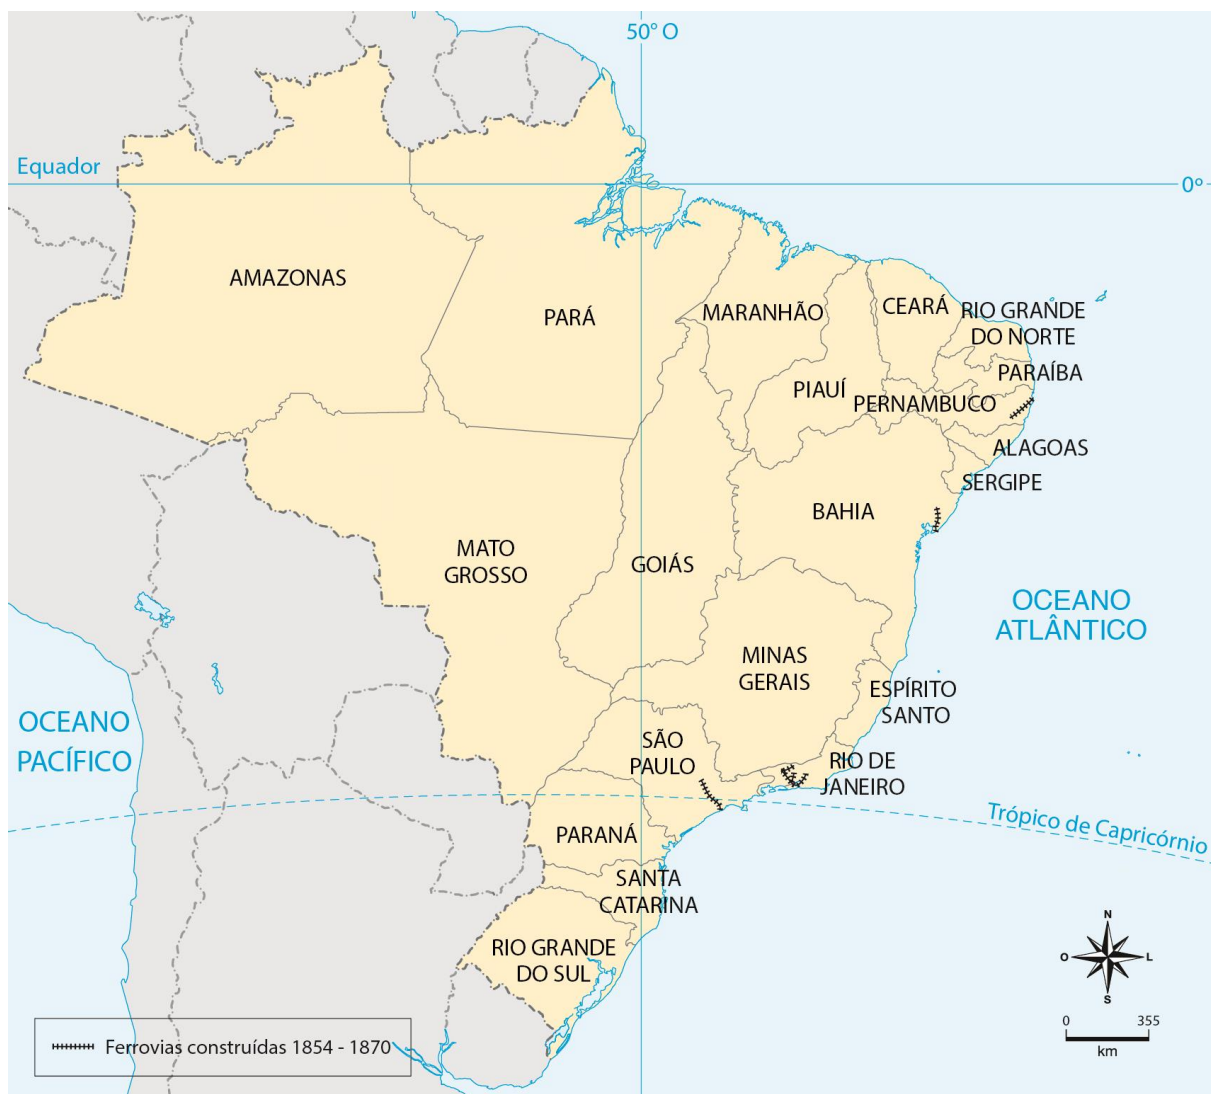 50º O
Equador
0º
AMAZONAS
PARÁ
MARANHÃO
CEARÁ
RIO GRANDE
DO NORTE
PARAÍBA
PIAUÍ
PERNAMBUCO
ALAGOAS
SERGIPE
BAHIA
MATO
GROSSO
GOIÁS
OCEANO
ATLÂNTICO
MINAS
GERAIS
ESPÍRITO
SANTO
OCEANO
PACÍFICO
SÃO
PAULO
RIO DE
JANEIRO
Trópico de Capricórnio
PARANÁ
SANTA
CATARINA
RIO GRANDE
DO SUL
N
O
L
S
0
355
km
Ferrovias construídas 1854 - 1870